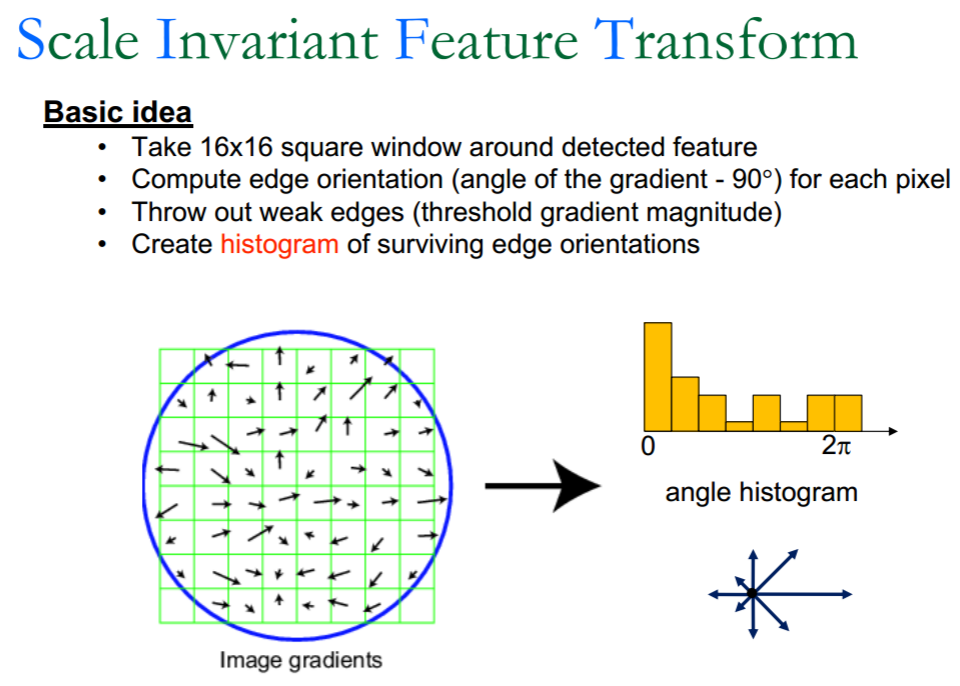 Scale Invariant Feature Transform
Basic idea
• Take 16x16 square window around detected feature
• Compute edge orientation (angle of the gradient - 90°) for each pixel
• Throw out weak edges (threshold gradient magnitude)
• Create histogram of surviving edge orientations
0 2π
angle histogram
Image gradients